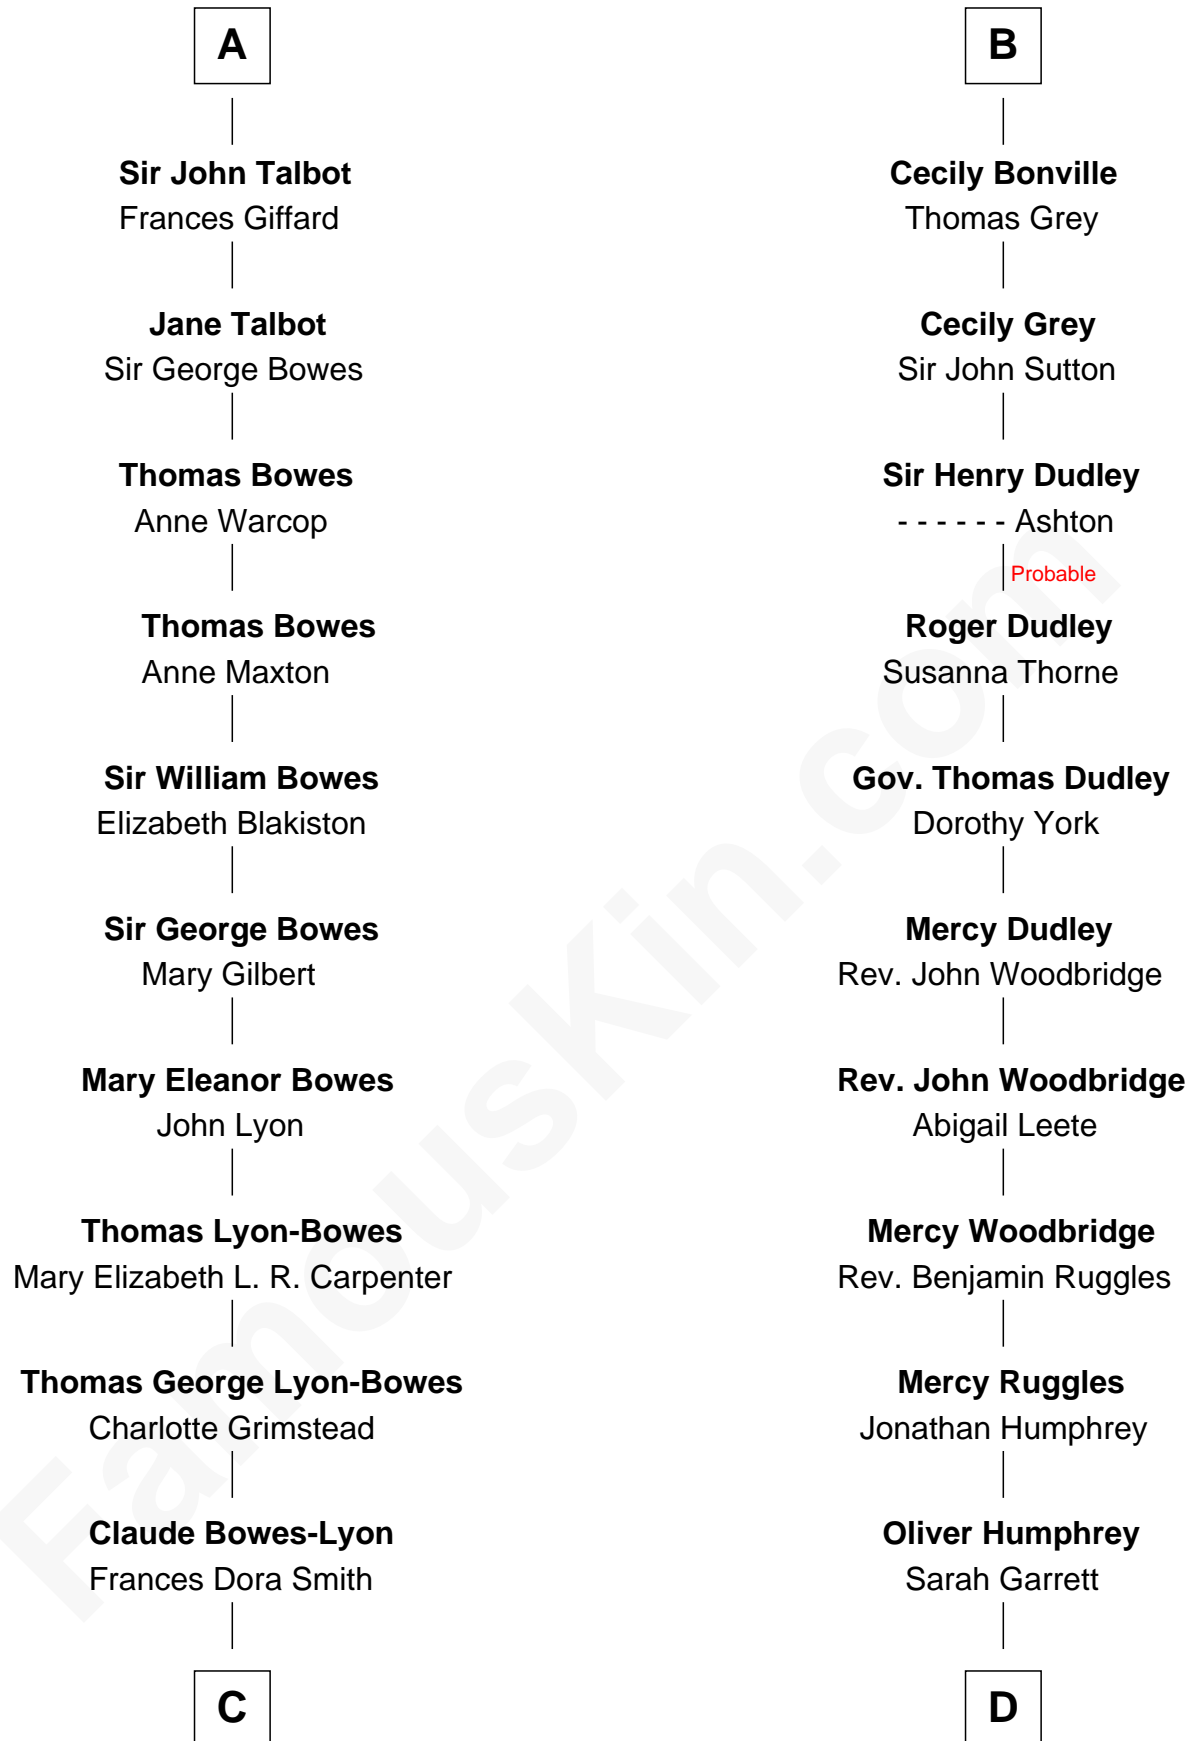 A
Sir John Talbot
Frances Giffard
Jane Talbot
Sir George Bowes
Thomas Bowes
Anne Warcop
Thomas Bowes
Anne Maxton
Sir William Bowes
Elizabeth Blakiston
Sir George Bowes
Mary Gilbert
Mary Eleanor Bowes
John Lyon
Thomas Lyon-Bowes
Mary Elizabeth L. R. Carpenter
Thomas George Lyon-Bowes
Charlotte Grimstead
Claude Bowes-Lyon
Frances Dora Smith
C
B
Cecily Bonville
Thomas Grey
Cecily Grey
Sir John Sutton
Sir Henry Dudley
- - - - - - Ashton
Probable
Roger Dudley
Susanna Thorne
Gov. Thomas Dudley
Dorothy York
Mercy Dudley
Rev. John Woodbridge
Rev. John Woodbridge
Abigail Leete
Mercy Woodbridge
Rev. Benjamin Ruggles
Mercy Ruggles
Jonathan Humphrey
Oliver Humphrey
Sarah Garrett
D
FamousKin.com